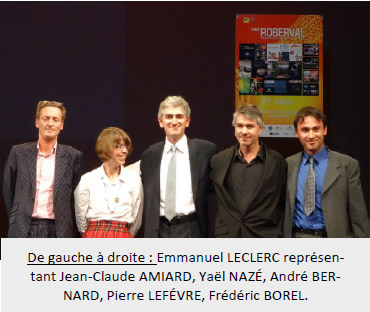 ROBERVAL
De gauche à droite : Emmanuel LECLERC représen-
tant Jean-Claude AMIARD, Yaël NAZÉ, André BER-
NARD, Pierre LEFÉVRE, Frédéric BOREL.